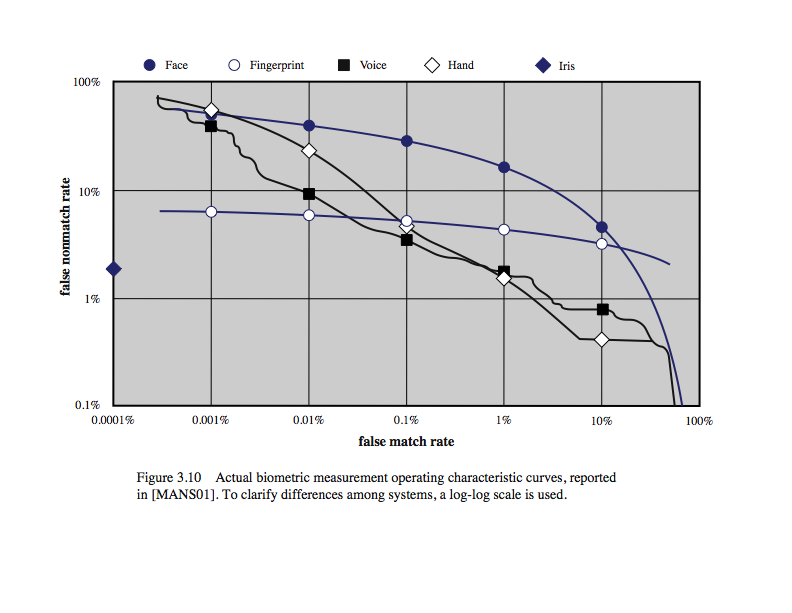 Face Fingerprint Voice Hand Iris
100%
10%
1%
0.1%
false nonmatch rate
0.0001% 0.001% 0.01% 0.1% 1% 10% 100%
false match rate
Figure 3.10 Actual biometric measurement operating characteristic curves, reported
in [MANS01]. To clarify differences among systems, a log-log scale is used.